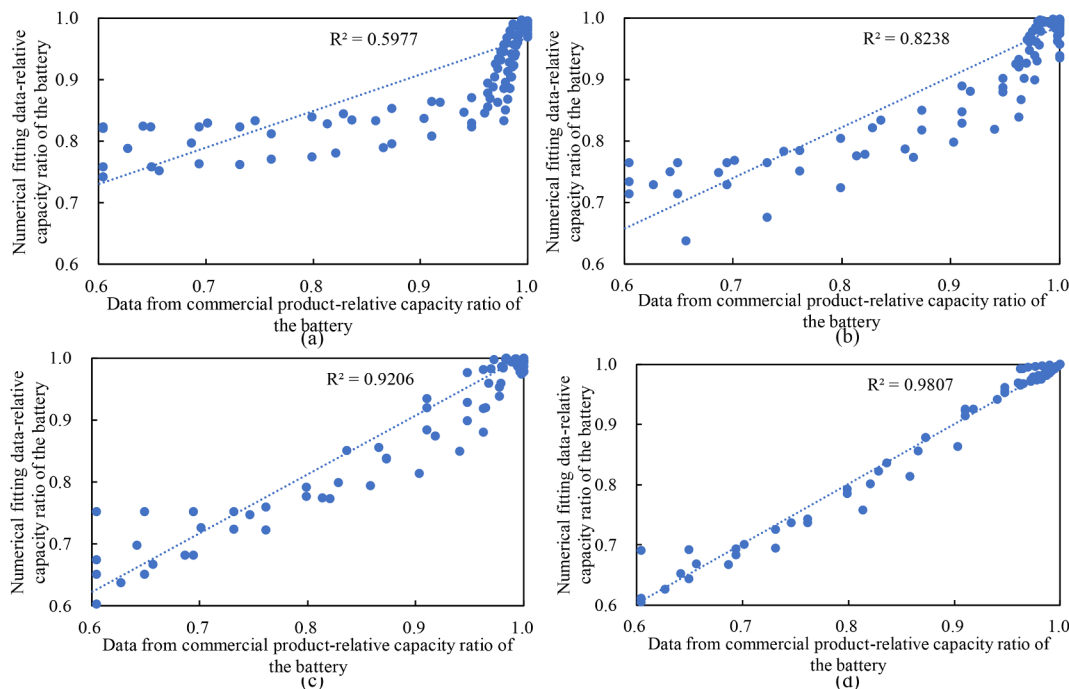 Numerical fitting data-relative
capacity ratio of the battery
1.0
0.9
0.8
0.7
0.6
R² = 0.5977
0.6 0.7 0.8 0.9 1.0
Data from commercial product-relative capacity ratio of
the battery
(a)
Numerical fitting data-relative
capacity ratio of the battery
1.0
0.9
0.8
0.7
0.6
R² = 0.8238
0.6 0.7 0.8 0.9 1.0
Data from commercial product-relative capacity ratio of
the battery
(b)
Numerical fitting data-relative
capacity ratio of the battery
1.0
0.9
0.8
0.7
0.6
R² = 0.9206
0.6 0.7 0.8 0.9 1.0
Data from commercial product-relative capacity ratio of
the battery
(c)
Numerical fitting data-relative
capacity ratio of the battery
1.0
0.9
0.8
0.7
0.6
R² = 0.9807
0.6 0.7 0.8 0.9 1.0
Data from commercial product-relative capacity ratio of
the battery
(d)